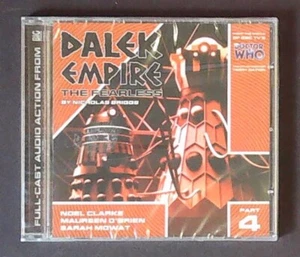 DALEK
EMPIRE
THE FEARLESS
BY NICHOLAS BRIGGS
DOCTOR
WHO
NOEL CLARKE
MAUREEN O'BRIEN
SARAH MOWAT
PART
4
FULL-CAST AUDIO ACTION FROM